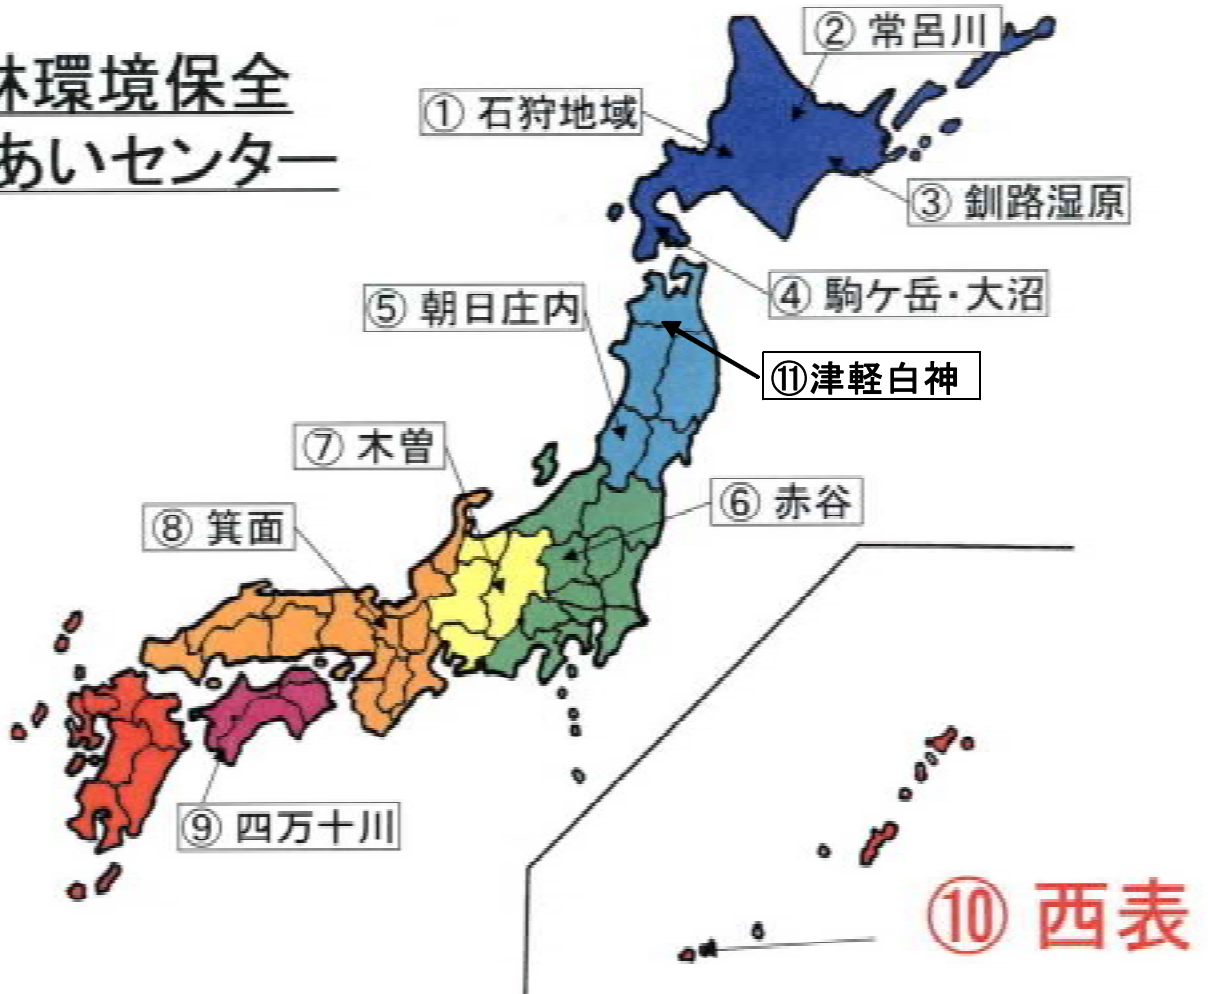 林環境保全
あいセンター
② 常呂川
① 石狩地域
③ 釧路湿原
④ 駒ケ岳・大沼
⑤ 朝日庄内
⑪津軽白神
⑦ 木曽
⑥ 赤谷
⑧ 箕面
⑨ 四万十川
⑩ 西表